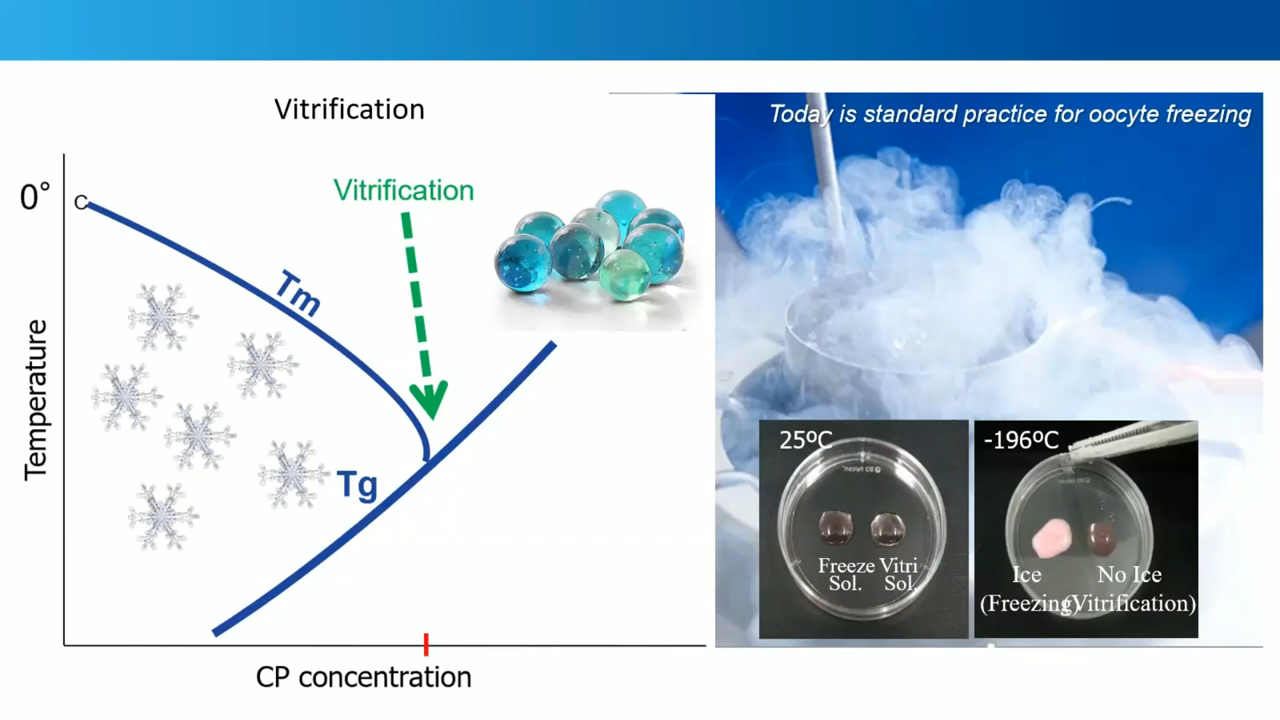 Vitrification
Today is standard practice for oocyte freezing
0°
C
Vitrification
Tm
Tg
Temperature
CP concentration
25ºC
Freeze Vitri
Sol. Sol.
-196ºC
Ice No Ice
(Freezing)
(Vitrification)